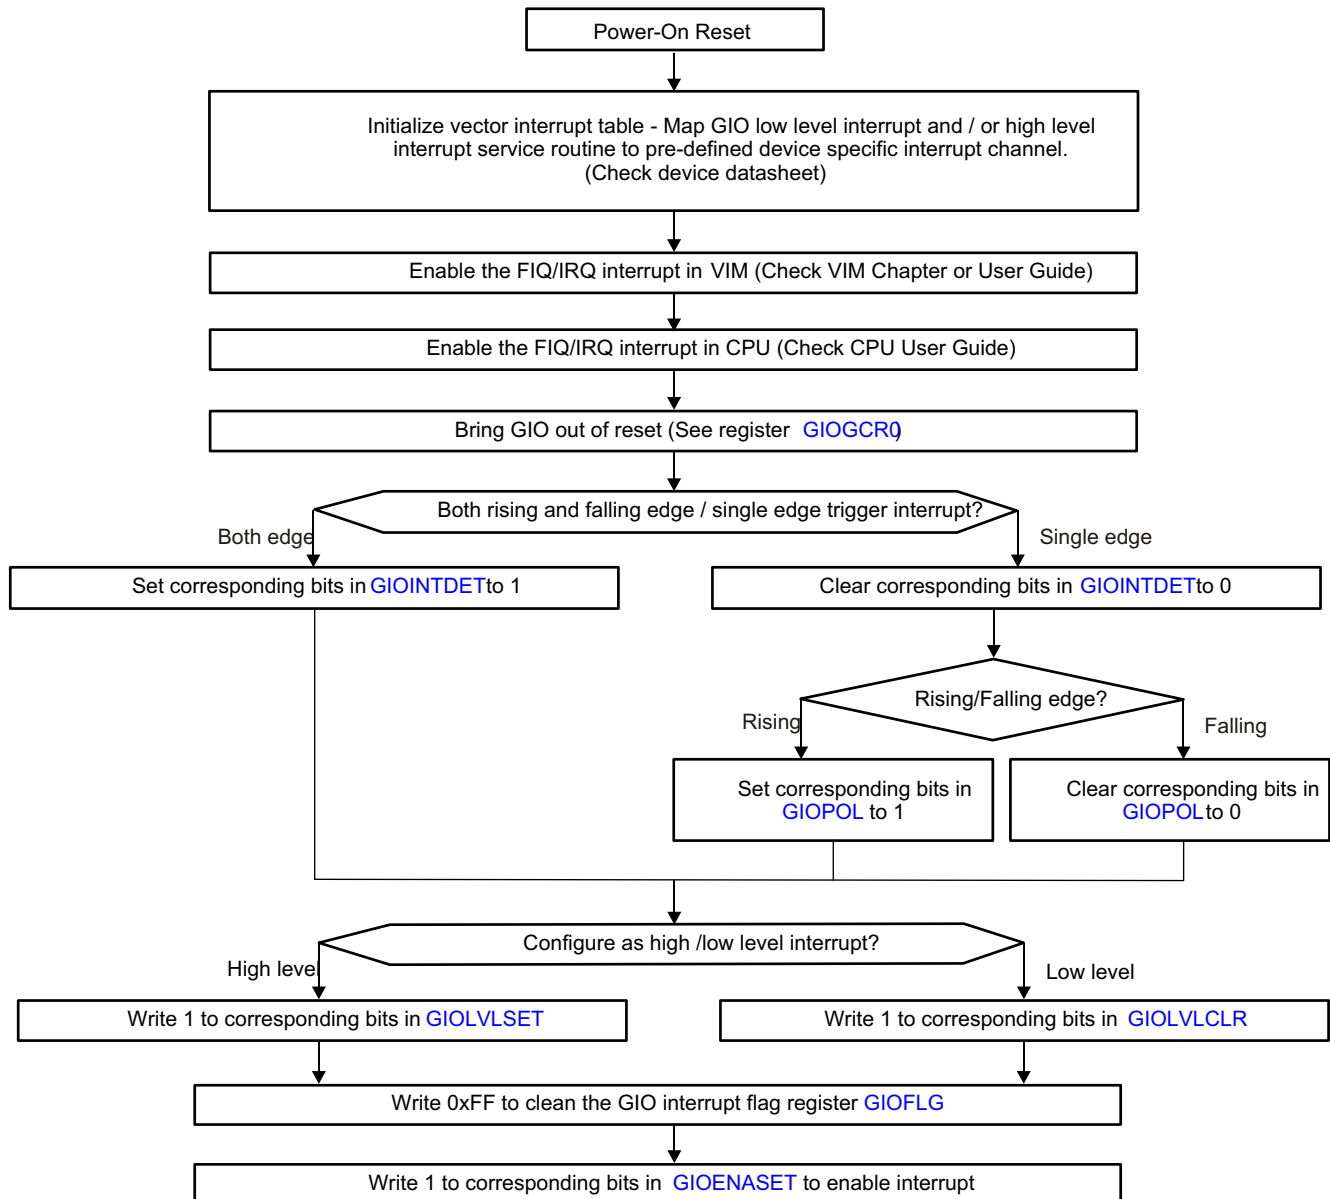 Power-On Reset
Initialize vector interrupt table - Map GIO low level interrupt and / or high level
interrupt service routine to pre-defined device specific interrupt channel.
(Check device datasheet)
Enable the FIQ/IRQ interrupt in VIM (Check VIM Chapter or User Guide)
Enable the FIQ/IRQ interrupt in CPU (Check CPU User Guide)
Bring GIO out of reset (See register GIOGCR0)
Both rising and falling edge / single edge trigger interrupt?
Both edge
Single edge
Set corresponding bits in GIOINTDET to 1
Clear corresponding bits in GIOINTDET to 0
Rising/Falling edge?
Rising
Falling
Set corresponding bits in
GIOPOL to 1
Clear corresponding bits in
GIOPOL to 0
Configure as high /low level interrupt?
High level
Low level
Write 1 to corresponding bits in GIOLVLSET
Write 1 to corresponding bits in GIOLVLCLR
Write 0xFF to clean the GIO interrupt flag register GIOFLG
Write 1 to corresponding bits in GIOENASET to enable interrupt